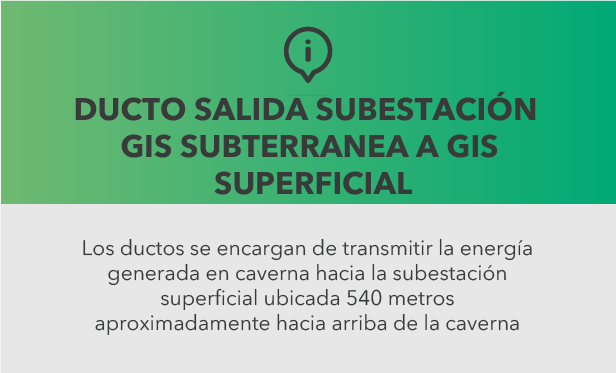 DUCTO SALIDA SUBESTACIÓN
GIS SUBTERRANEA A GIS
SUPERFICIAL
Los ductos se encargan de transmitir la energía
generada en caverna hacia la subestación
superficial ubicada 540 metros
aproximadamente hacia arriba de la caverna